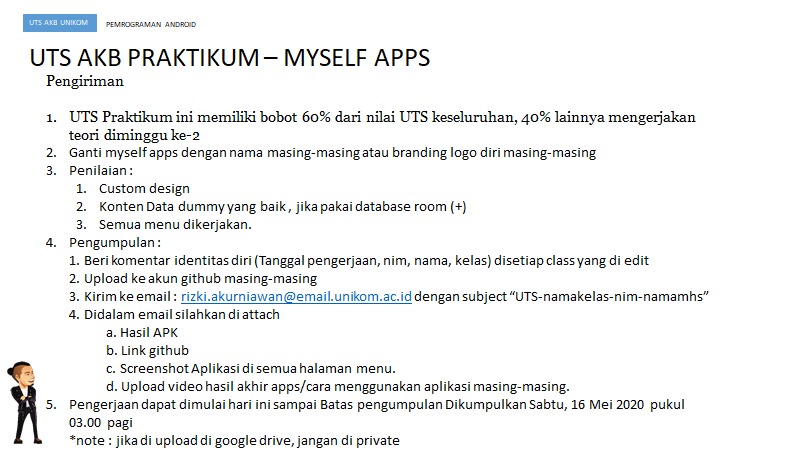 UTS AKB UNIKOM
PEMROGRAMAN ANDROID
UTS AKB PRAKTIKUM – MYSELF APPS
Pengiriman
1. UTS Praktikum ini memiliki bobot 60% dari nilai UTS keseluruhan, 40% lainnya mengerjakan
teori diminggu ke-2
2. Ganti myself apps dengan nama masing-masing atau branding logo diri masing-masing
3. Penilaian :
1. Custom design
2. Konten Data dummy yang baik , jika pakai database room (+)
3. Semua menu dikerjakan.
4. Pengumpulan :
1. Beri komentar identitas diri (Tanggal pengerjaan, nim, nama, kelas) disetiap class yang di edit
2. Upload ke akun github masing-masing
3. Kirim ke email : rizki.akurniawan@email.unikom.ac.id dengan subject “UTS-namakelas-nim-namamhs”
4. Didalam email silahkan di attach
a. Hasil APK
b. Link github
c. Screenshot Aplikasi di semua halaman menu.
d. Upload video hasil akhir apps/cara menggunakan aplikasi masing-masing.
5. Pengerjaan dapat dimulai hari ini sampai Batas pengumpulan Dikumpulkan Sabtu, 16 Mei 2020 pukul
03.00 pagi
*note : jika di upload di google drive, jangan di private